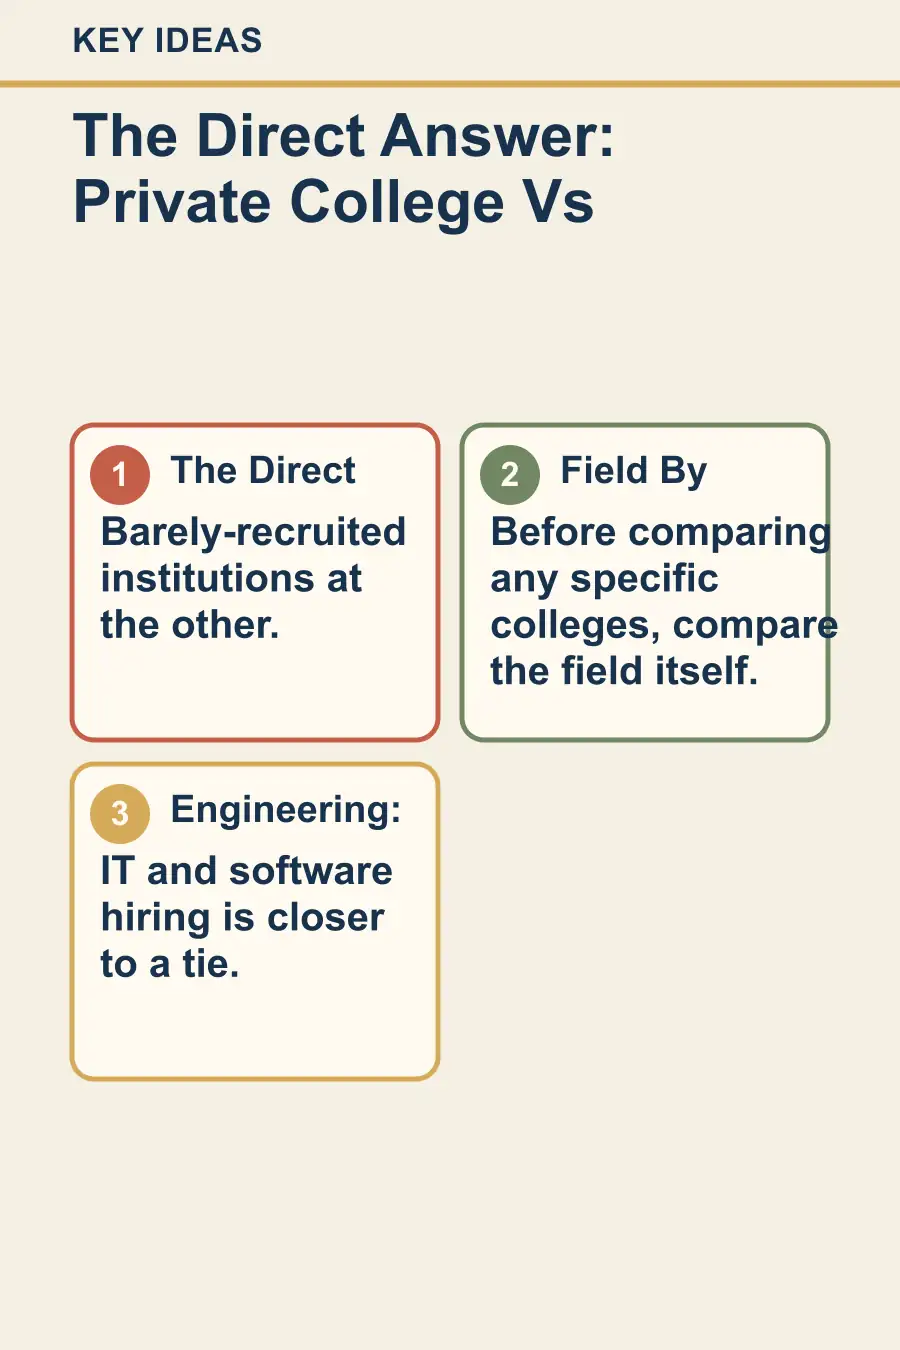 KEY IDEAS
The Direct Answer:
Private College Vs
1 The Direct
Barely-recruited
institutions at
the other.
2 Field By
Before comparing
any specific
colleges, compare
the field itself.
3 Engineering:
IT and software
hiring is closer
to a tie.